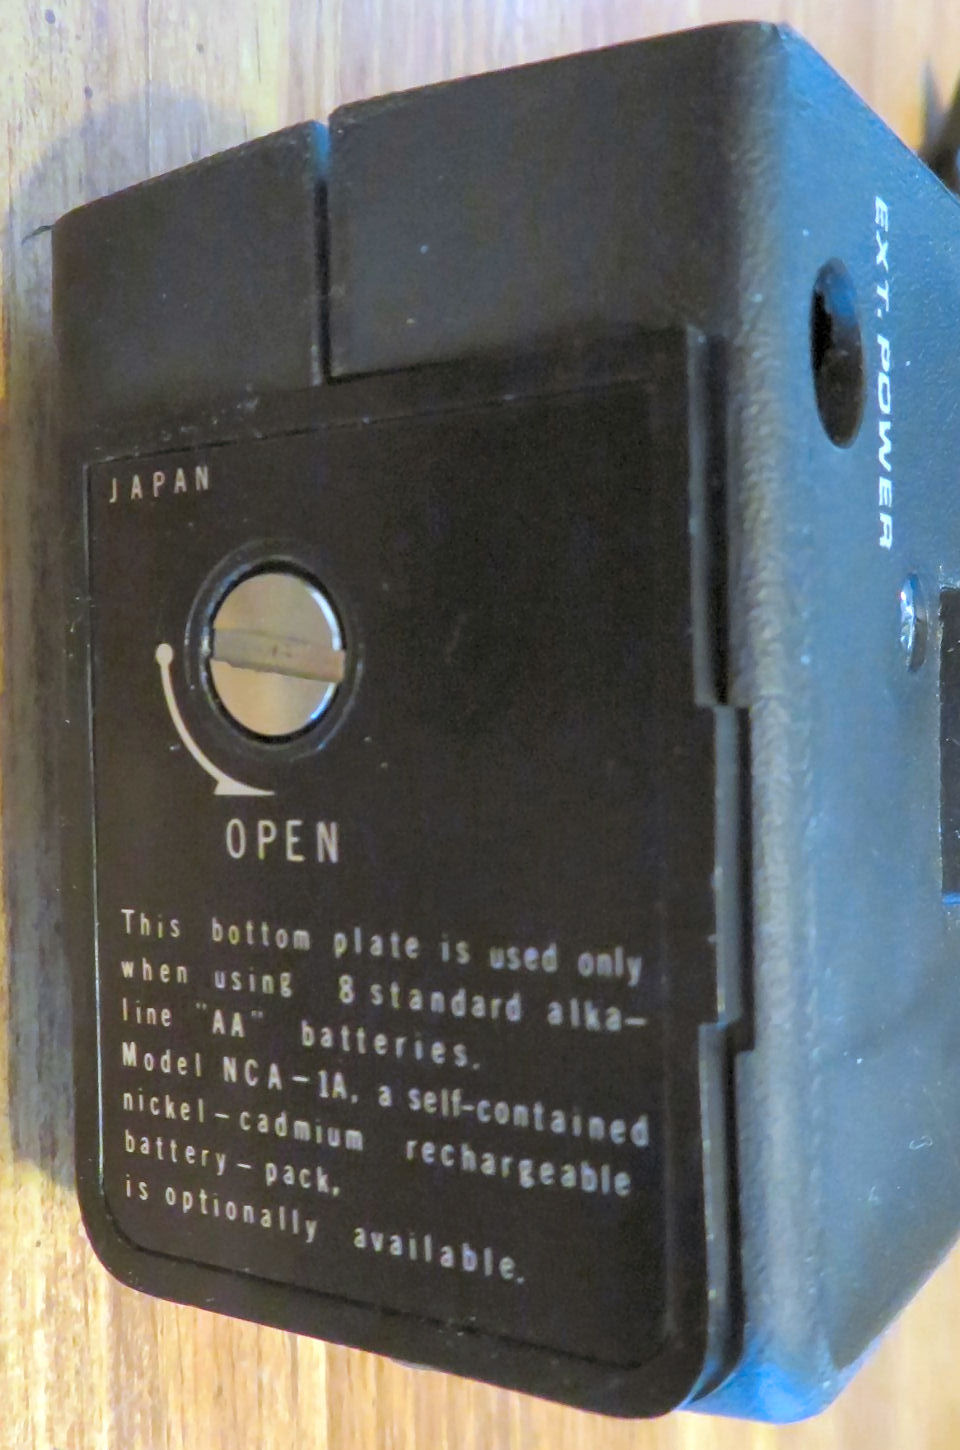 EXT. POWER
JAPAN
OPEN
This bottom plate is used only
when using 8 standard alka-
line "AA" batteries.
Model NCA-1A, a self-contained
nickel-cadmium rechargeable
battery-pack,
is optionally available.